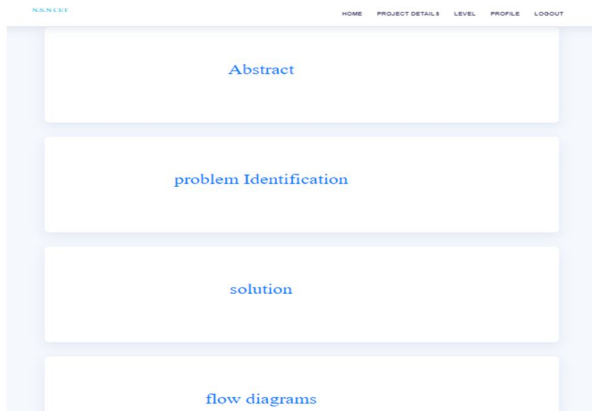 N.S.N CET
HOME PROJECT DETAILS LEVEL PROFILE LOGOUT
Abstract
problem Identification
solution
flow diagrams